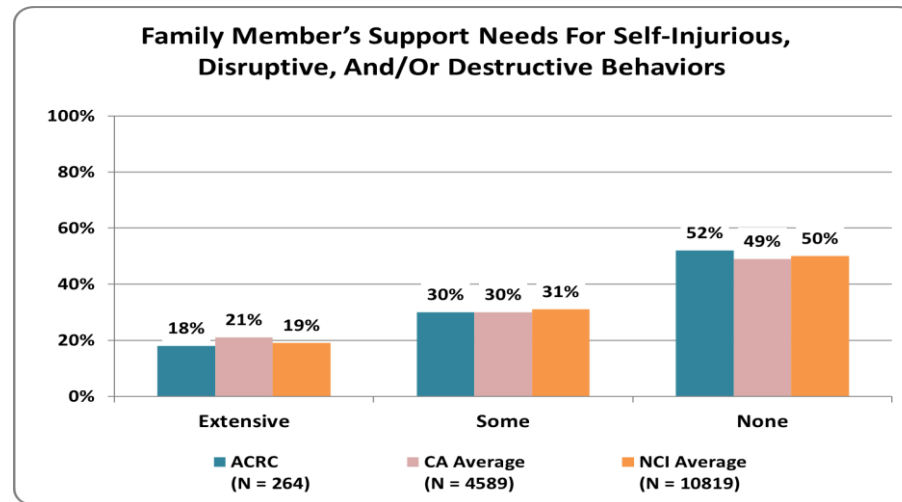 Family Member’s Support Needs For Self-Injurious,
Disruptive, And/Or Destructive Behaviors
100%
80%
60%
40%
20%
0%
18%
21%
19%
30%
30%
31%
52%
49%
50%
Extensive
Some
None
ACRC
(N = 264)
CA Average
(N = 4589)
NCI Average
(N = 10819)